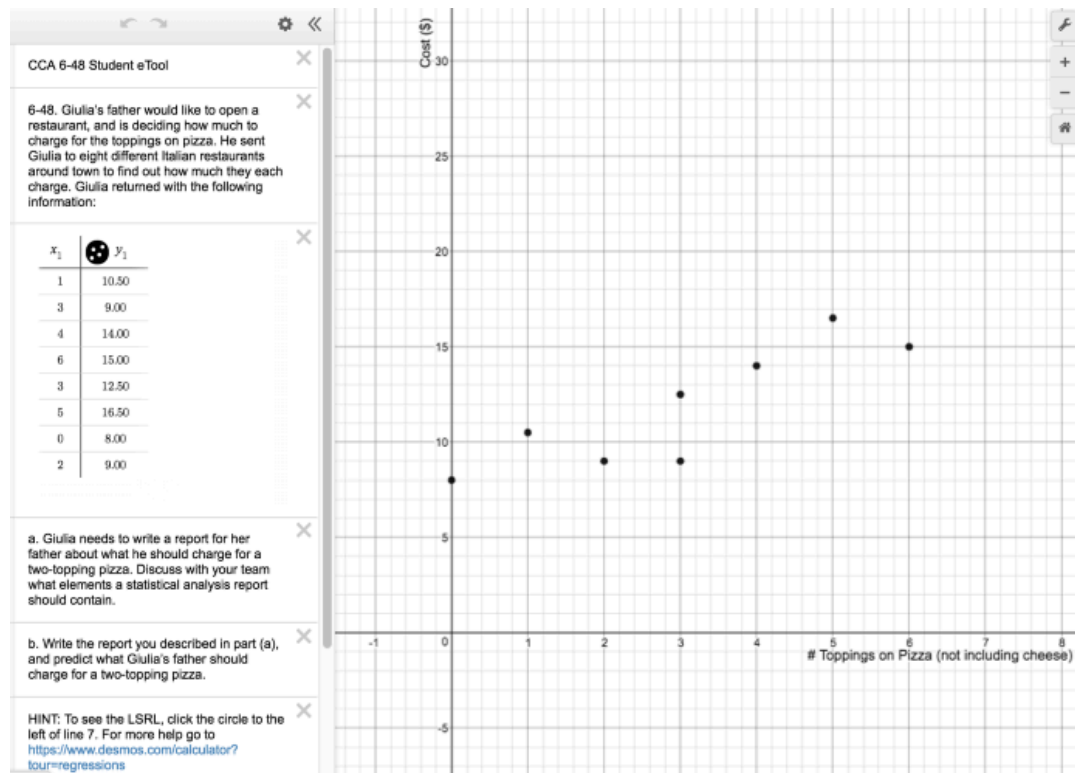 CCA 6-48 Student eTool
6-48. Giulia's father would like to open a
restaurant, and is deciding how much to
charge for the toppings on pizza. He sent
Giulia to eight different Italian restaurants
around town to find out how much they each
charge. Giulia returned with the following
information:
x₁ y₁
1 10.50
3 9.00
4 14.00
6 15.00
3 12.50
5 16.50
0 8.00
2 9.00
a. Giulia needs to write a report for her
father about what he should charge for a
two-topping pizza. Discuss with your team
what elements a statistical analysis report
should contain.
b. Write the report you described in part (a),
and predict what Giulia's father should
charge for a two-topping pizza.
HINT: To see the LSRL, click the circle to the
left of line 7. For more help go to
https://www.desmos.com/calculator?
tour=regressions
Cost ($)
30
25
20
15
10
5
-1 0 1 2 3 4 5 6 7 8
# Toppings on Pizza (not including cheese)
-5